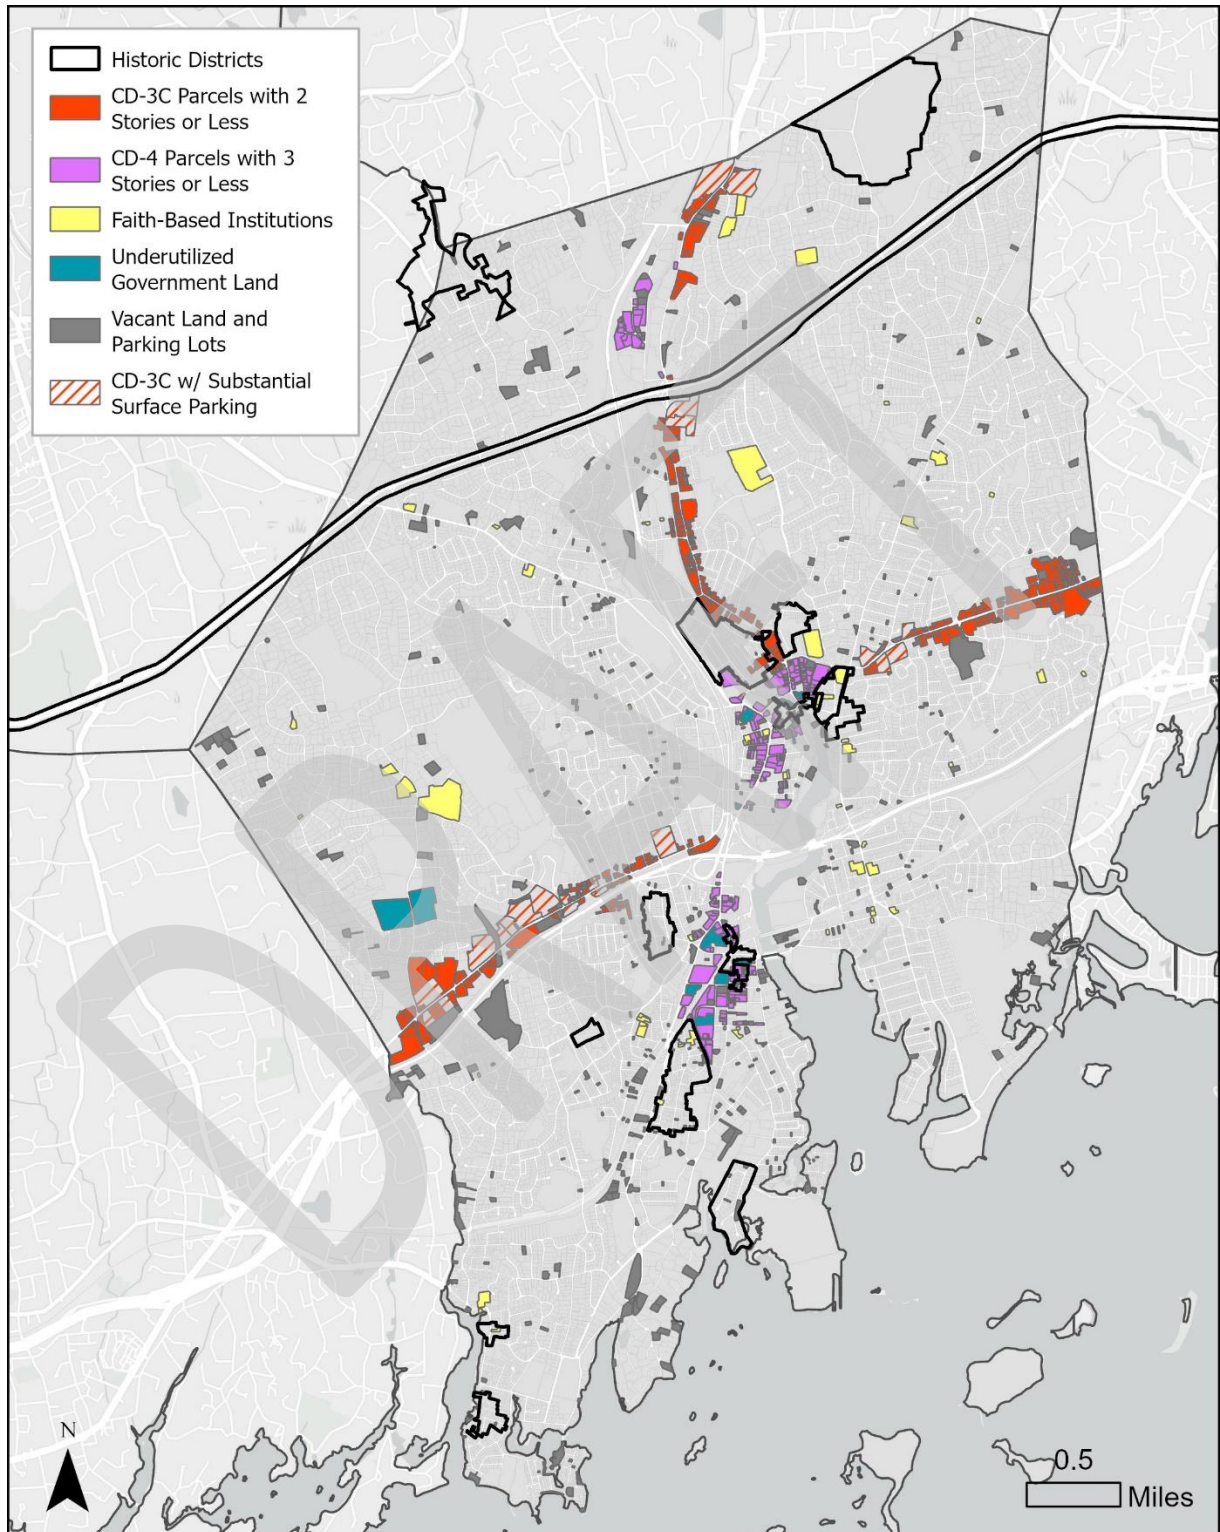 Historic Districts
CD-3C Parcels with 2
Stories or Less
CD-4 Parcels with 3
Stories or Less
Faith-Based Institutions
Underutilized
Government Land
Vacant Land and
Parking Lots
CD-3C w/ Substantial
Surface Parking
DRAFT
N
0.5
Miles